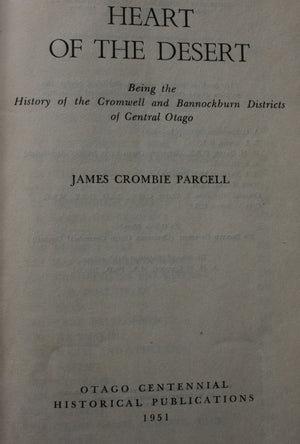 HEART
OF THE DESERT
Being the
History of the Cromwell and Bannockburn Districts
of Central Otago
JAMES CROMBIE PARCELL
OTAGO CENTENNIAL
HISTORICAL PUBLICATIONS
1951